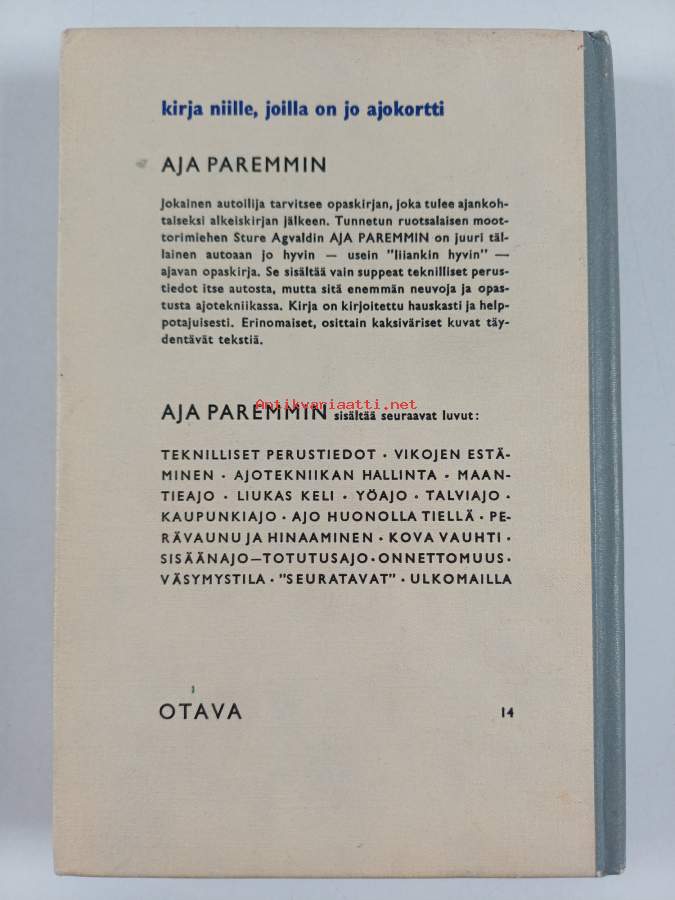 kirja niille, joilla on jo ajokortti
AJA PAREMMIN
Jokainen autoilija tarvitsee opaskirjan, joka tulee ajankoh-
taiseksi alkeiskirjan jälkeen. Tunnetun ruotsalaisen moot-
torimiehen Sture Agvaldin AJA PAREMMIN on juuri täl-
lainen autoaan jo hyvin — usein "liiankin hyvin" —
ajavan opaskirja. Se sisältää vain suppeat teknilliset perus-
tiedot itse autosta, mutta sitä enemmän neuvoja ja opas-
tusta ajotekniikassa. Kirja on kirjoitettu hauskasti ja help-
potajuisesti. Erinomaiset, osittain kaksiväriset kuvat täy-
dentävät tekstiä.
Antikvariaatti.net
AJA PAREMMIN sisältää seuraavat luvut:
TEKNILLISET PERUSTIEDOT · VIKOJEN ESTÄ-
MINEN · AJOTEKNIIKAN HALLINTA · MAAN-
TIEAJO · LIUKAS KELI · YÖAJO · TALVIAJO ·
KAUPUNKIAJO · AJO HUONOLLA TIELLÄ · PE-
RÄVAUNU JA HINAAMINEN · KOVA VAUHTI ·
SISÄÄNAJO—TOTUTUSAJO · ONNETTOMUUS ·
VÄSYMYSTILA · "SEURATAVAT" · ULKOMAILLA
OTAVA 14